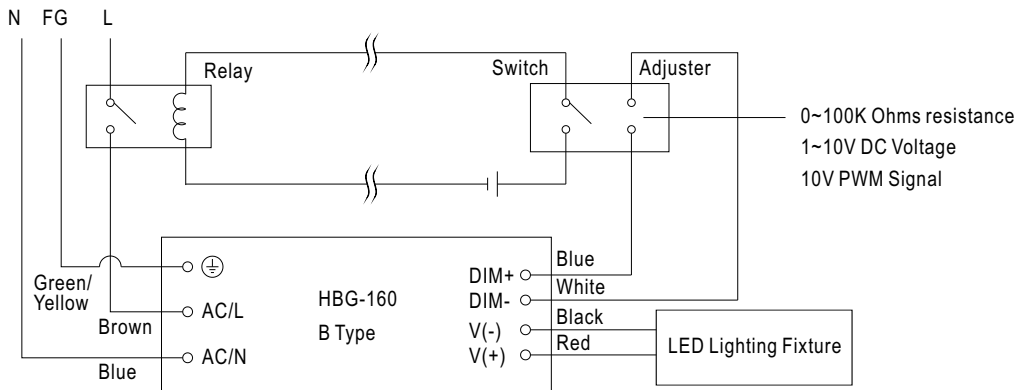 N FG L
Relay
Switch
Adjuster
0~100K Ohms resistance
1~10V DC Voltage
10V PWM Signal
Green/
Yellow
Brown
Blue
AC/L
AC/N
HBG-160
B Type
DIM+
DIM-
V(-)
V(+)
Blue
White
Black
Red
LED Lighting Fixture